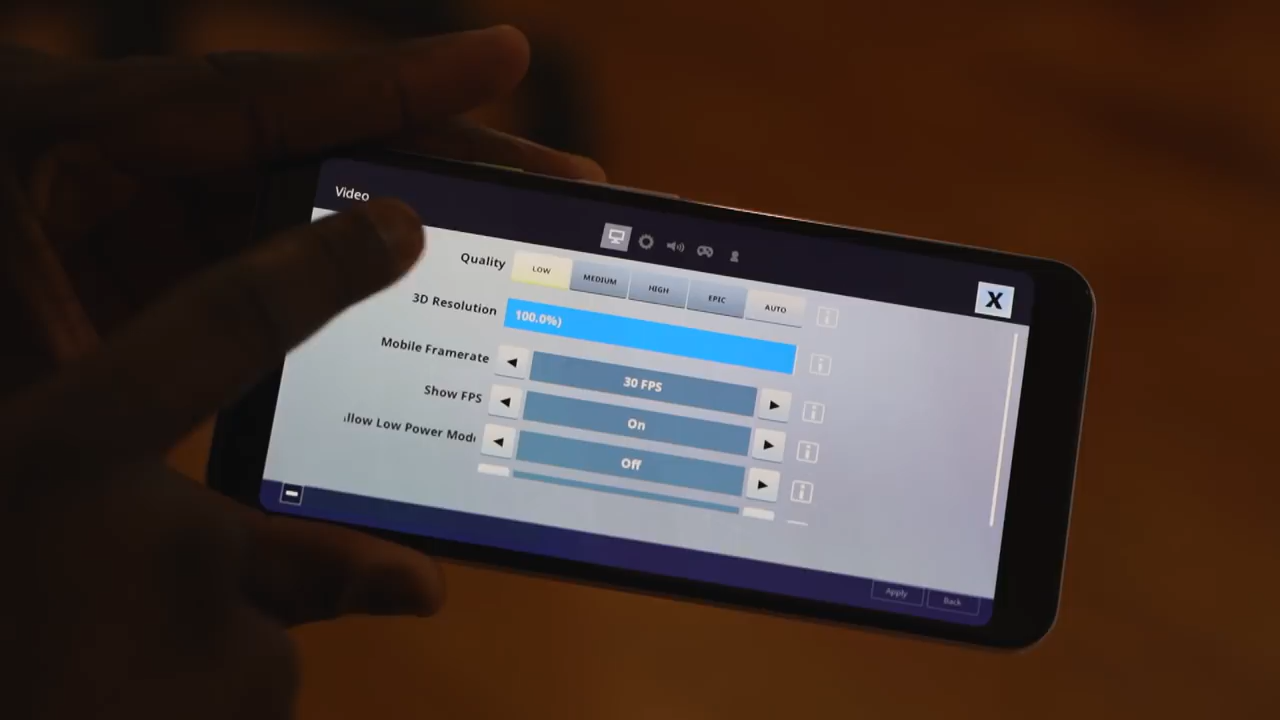 Video
X
Quality LOW MEDIUM HIGH EPIC AUTO i
3D Resolution 100.0%) i
Mobile Framerate 30 FPS i
Show FPS On i
llow Low Power Mod Off i
Apply Back